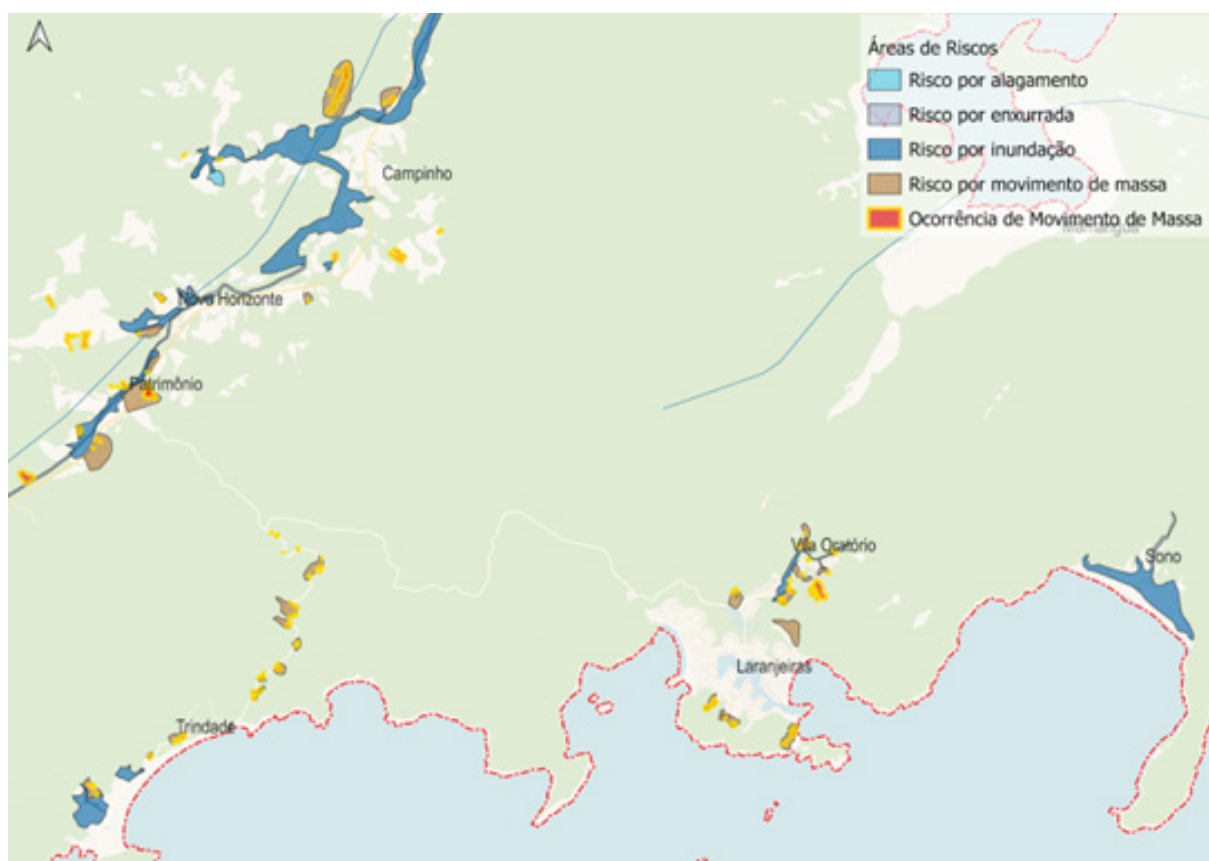 Áreas de Riscos
Risco por alagamento
Risco por enxurrada
Risco por inundação
Risco por movimento de massa
Ocorrência de Movimento de Massa
Campinho
Mamanguá
Novo Horizonte
Patrimônio
Vila Oratório
Sono
Laranjeiras
Trindade